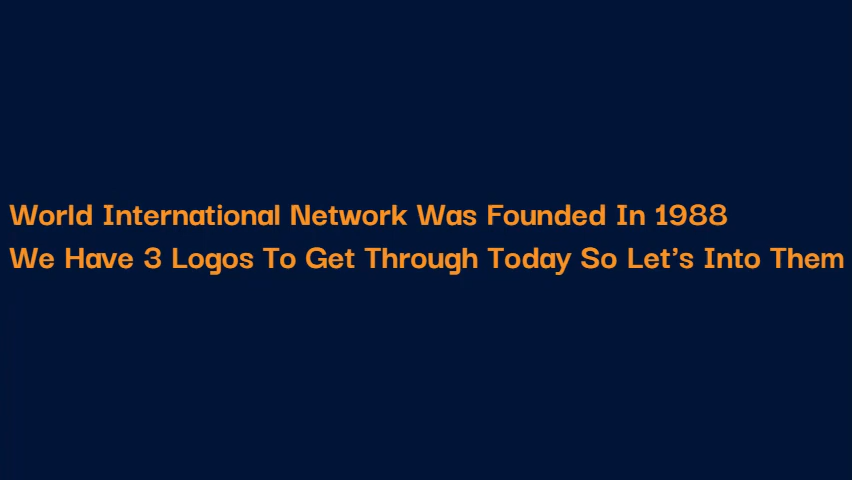 World International Network Was Founded In 1988
We Have 3 Logos To Get Through Today So Let's Into Them